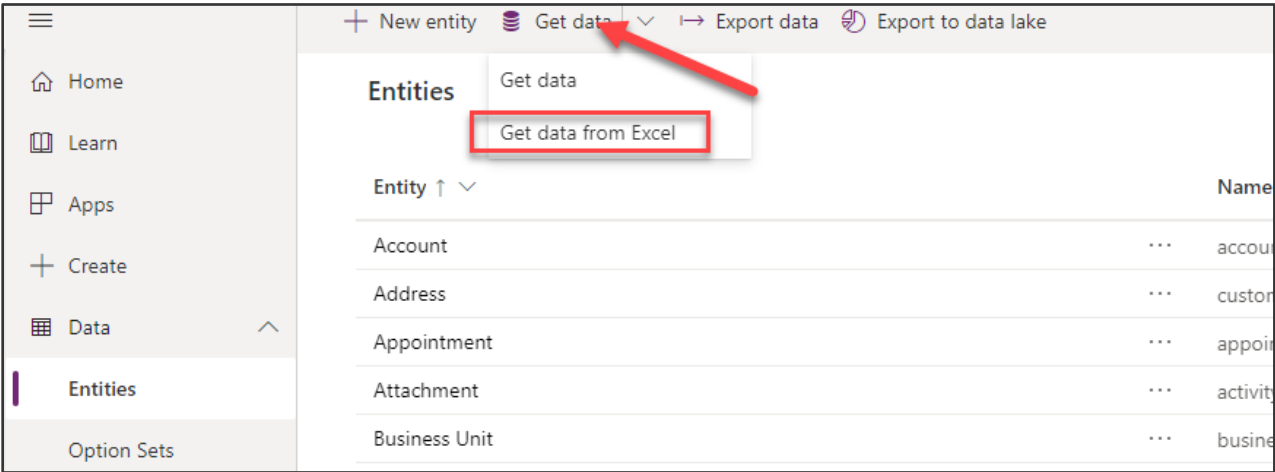 New entity Get data Export data Export to data lake
Home
Learn
Apps
Create
Data
Entities
Option Sets
Entities
Get data
Get data from Excel
Entity ↑ Name
Account ...
Address ...
Appointment ...
Attachment ...
Business Unit ...